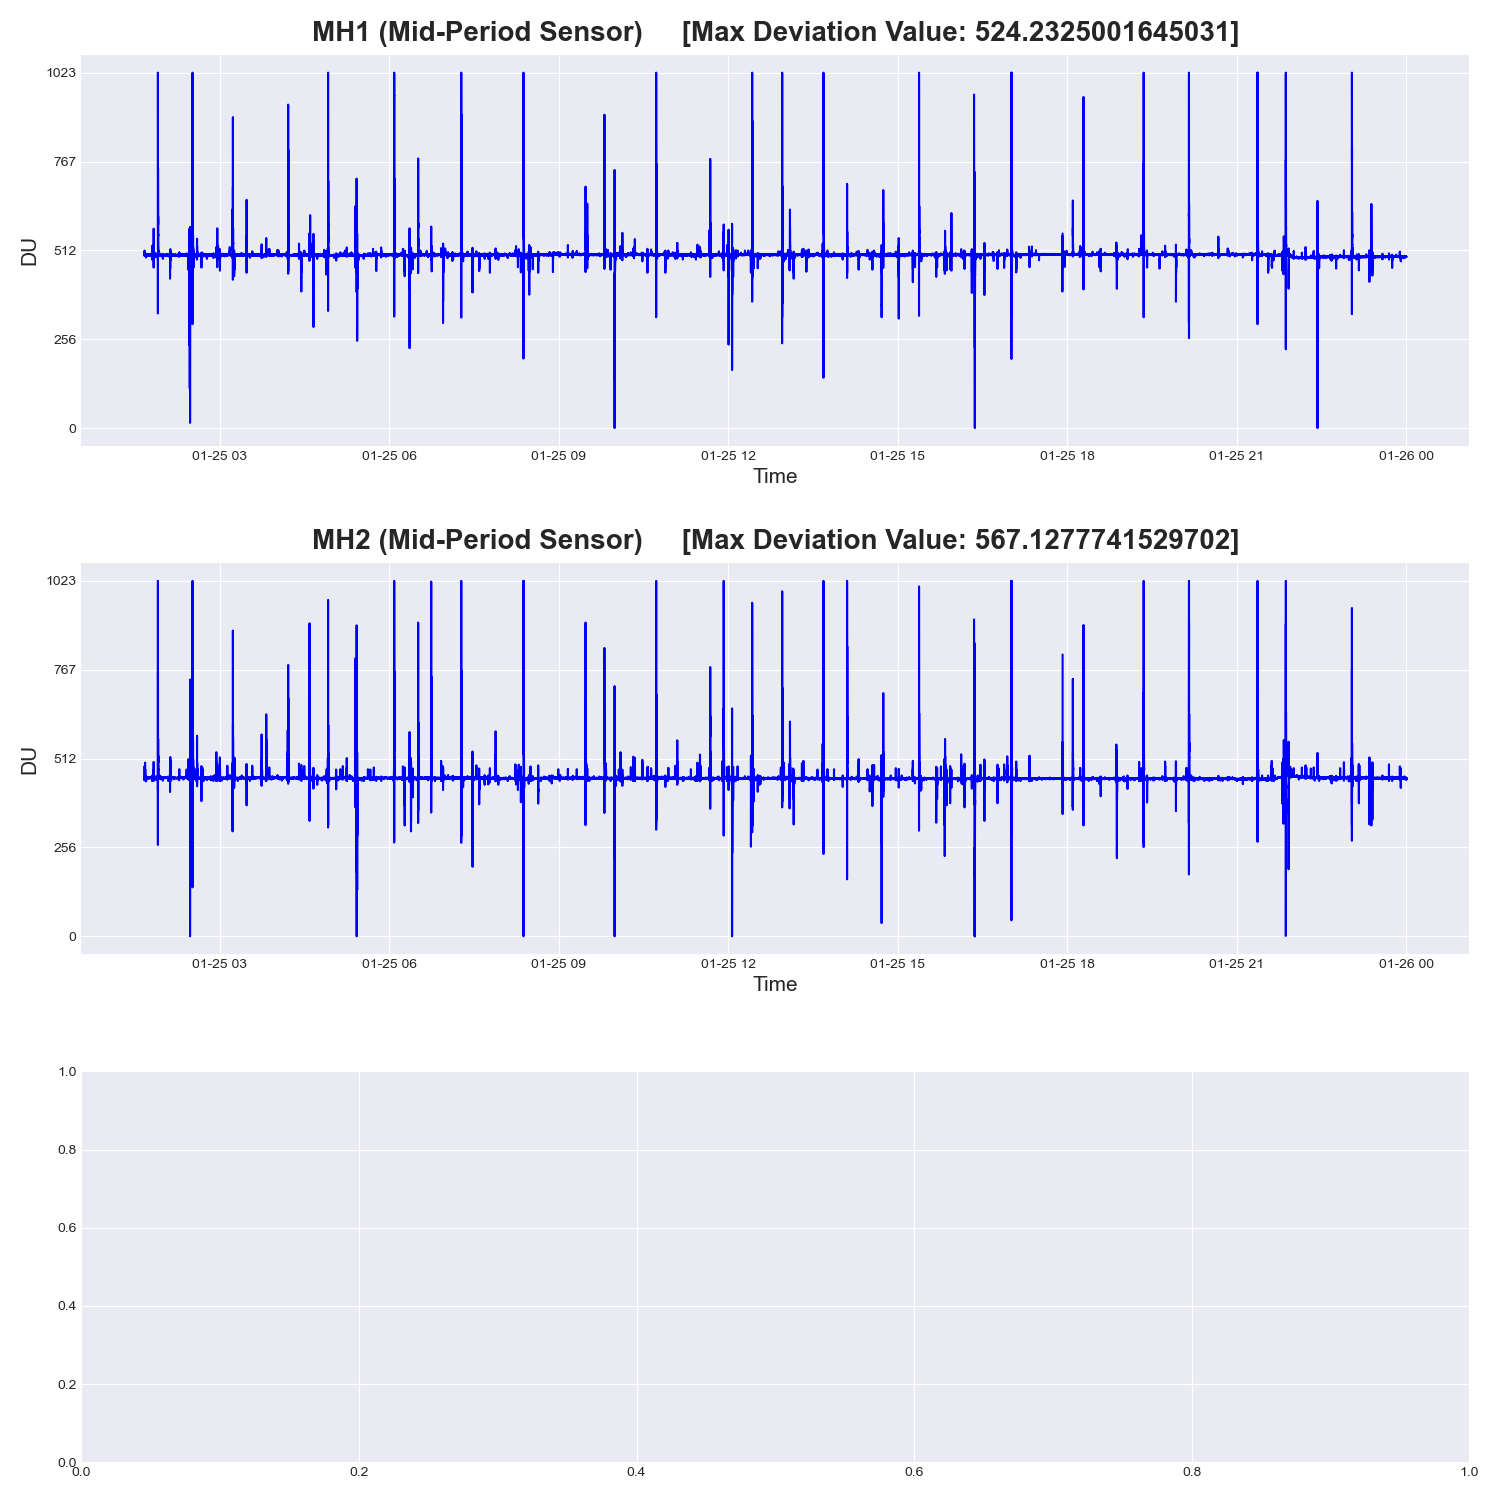 MH1 (Mid-Period Sensor) [Max Deviation Value: 524.2325001645031]
1023
767
512
256
0
DU
01-25 03 01-25 06 01-25 09 01-25 12 01-25 15 01-25 18 01-25 21 01-26 00
Time
MH2 (Mid-Period Sensor) [Max Deviation Value: 567.1277741529702]
1023
767
512
256
0
DU
01-25 03 01-25 06 01-25 09 01-25 12 01-25 15 01-25 18 01-25 21 01-26 00
Time
1.0
0.8
0.6
0.4
0.2
0.0
0.0 0.2 0.4 0.6 0.8 1.0